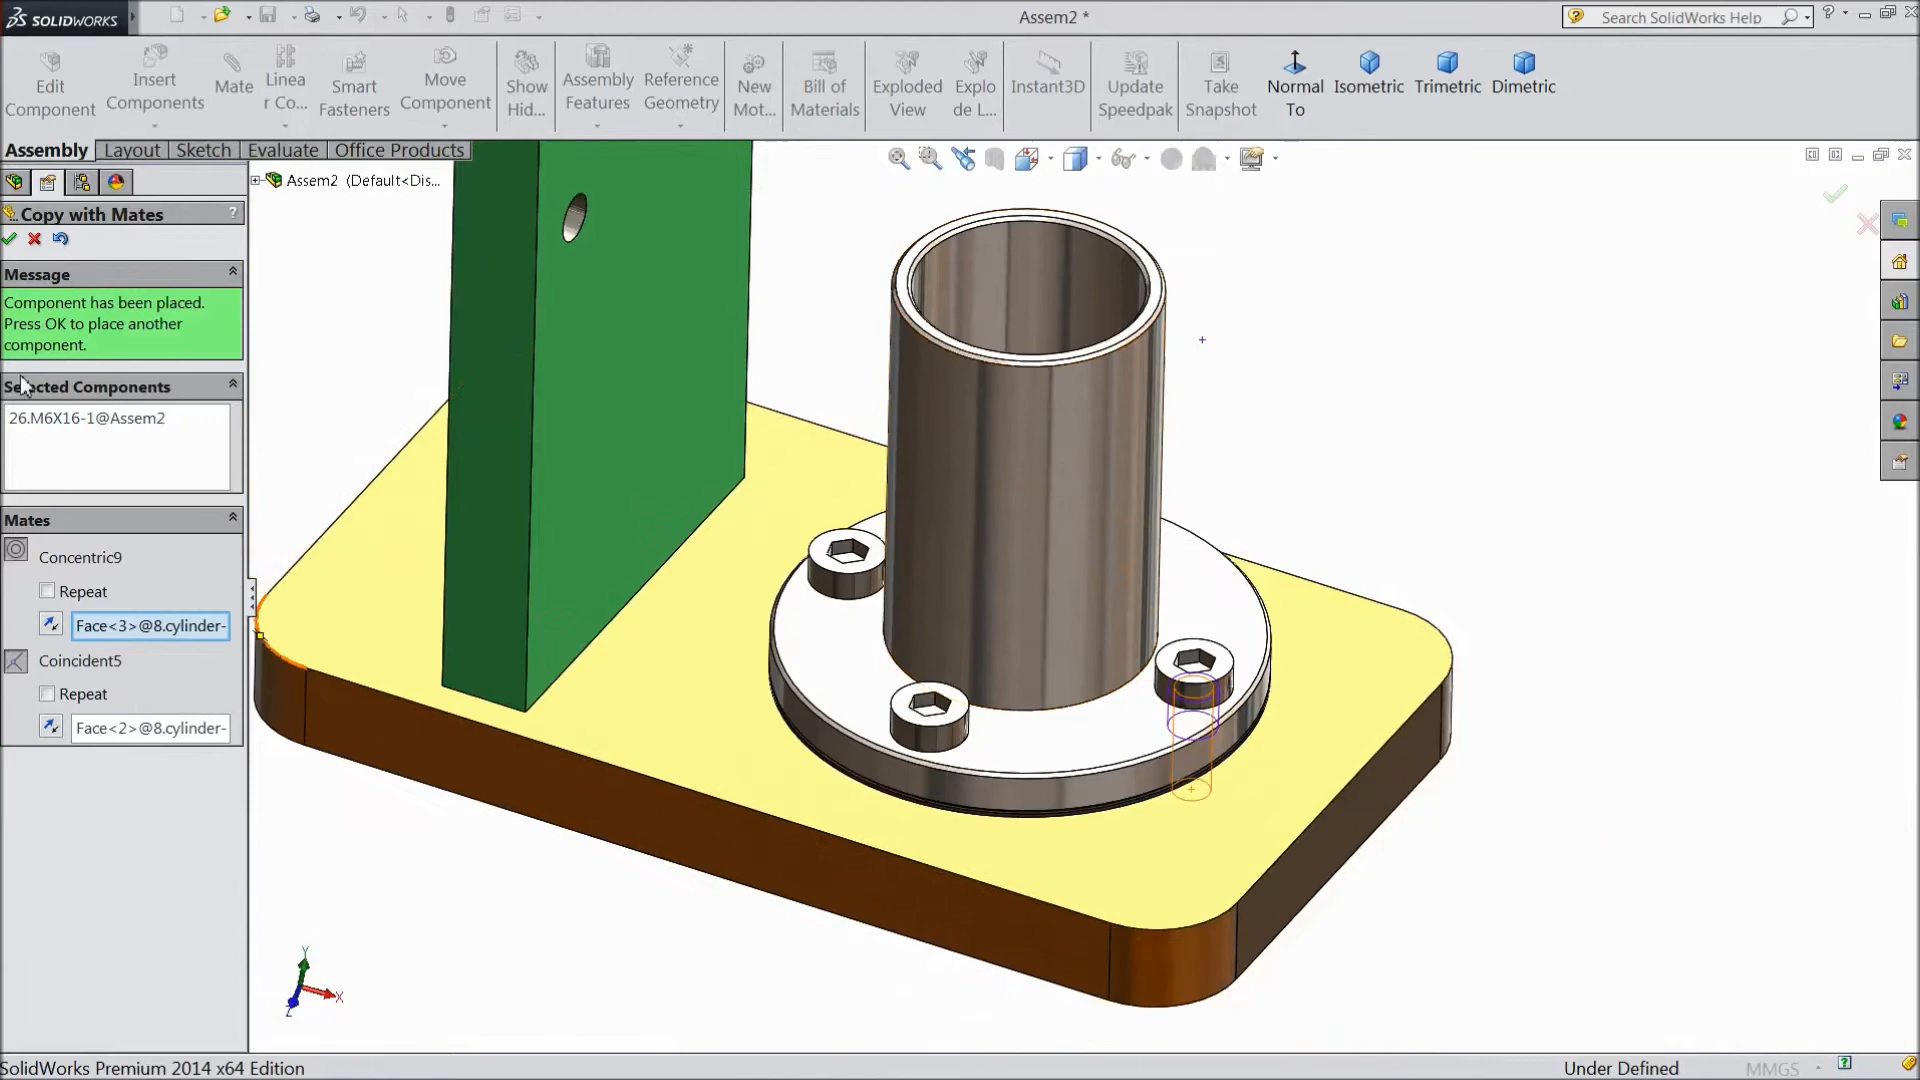 SOLIDWORKS
Assem2 *
Search SolidWorks Help
Edit Component
Insert Components
Mate
Linea r Co...
Smart Fasteners
Move Component
Show Hid...
Assembly Features
Reference Geometry
New Mot...
Bill of Materials
Exploded View
Explo de L...
Instant3D
Update Speedpak
Take Snapshot
Normal To
Isometric
Trimetric
Dimetric
Assembly
Layout
Sketch
Evaluate
Office Products
Assem2 (Default<Dis...
Copy with Mates
?
Message
Component has been placed.
Press OK to place another
component.
Selected Components
26.M6X16-1@Assem2
Mates
Concentric9
Repeat
Face<3>@8.cylinder-
Coincident5
Repeat
Face<2>@8.cylinder-
Y
X
Z
SolidWorks Premium 2014 x64 Edition
Under Defined
MMGS